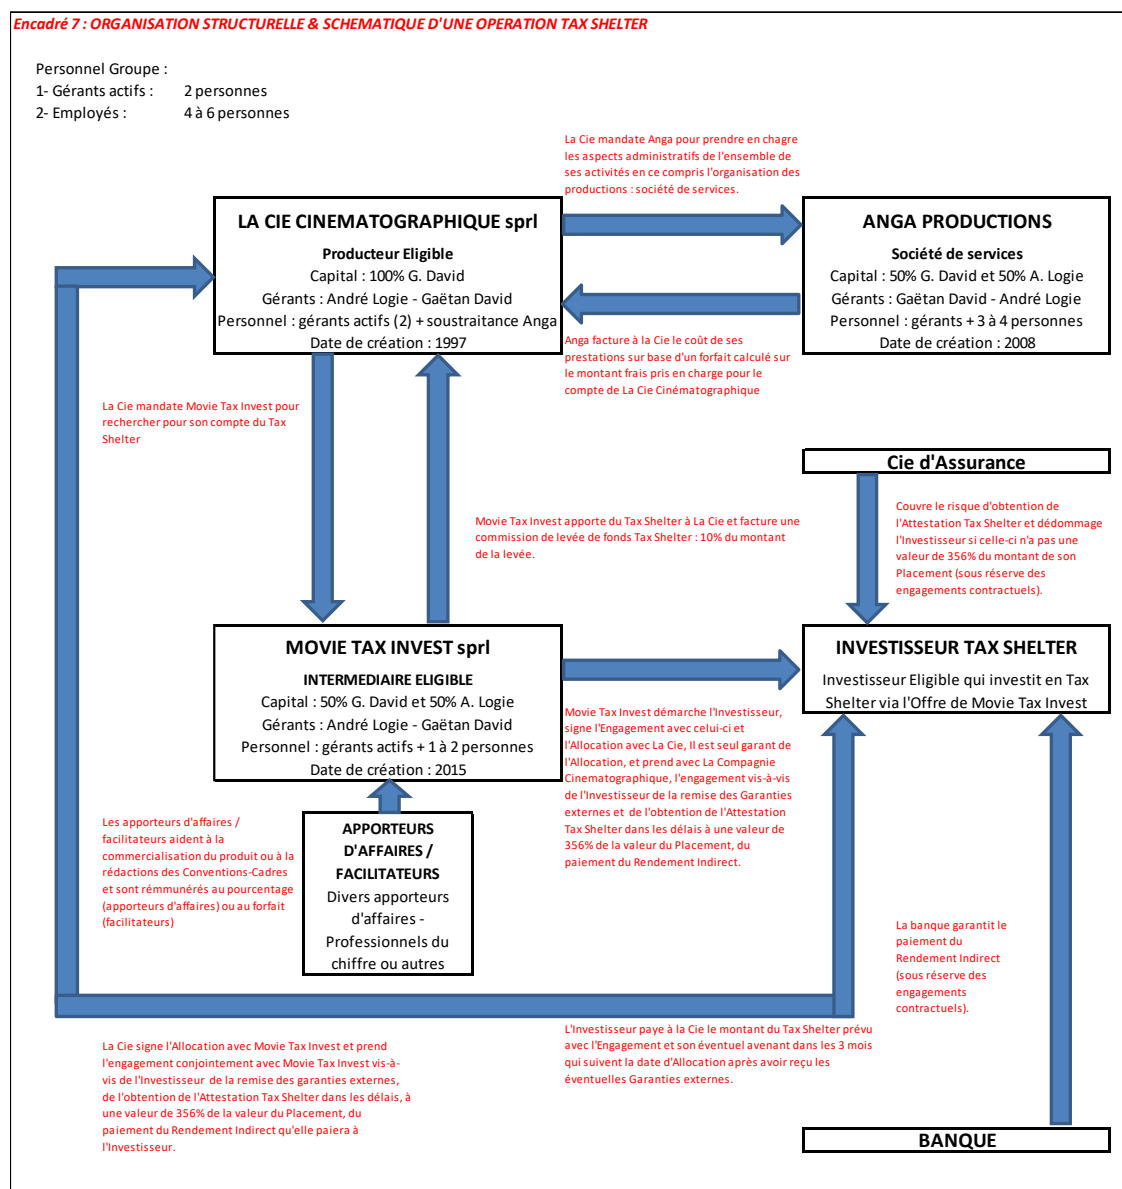 Encadré 7 : ORGANISATION STRUCTURELLE & SCHEMATIQUE D'UNE OPERATION TAX SHELTER
Personnel Groupe :
1- Gérants actifs : 2 personnes
2- Employés : 4 à 6 personnes
La Cie mandate Anga pour prendre en chagre
les aspects administratifs de l'ensemble de
ses activités en ce compris l'organisation des
productions : société de services.
LA CIE CINEMATOGRAPHIQUE sprl
Producteur Eligible
Capital : 100% G. David
Gérants : André Logie - Gaëtan David
Personnel : gérants actifs (2) + soustraitance Anga
Date de création : 1997
ANGA PRODUCTIONS
Société de services
Capital : 50% G. David et 50% A. Logie
Gérants : Gaëtan David - André Logie
Personnel : gérants + 3 à 4 personnes
Date de création : 2008
Anga facture à la Cie le coût de ses
prestations sur base d'un forfait calculé sur
le montant frais pris en charge pour le
compte de La Cie Cinématographique
La Cie mandate Movie Tax Invest pour
rechercher pour son compte du Tax
Shelter
Cie d'Assurance
Couvre le risque d'obtention de
l'Attestation Tax Shelter et dédommage
l'Investisseur si celle-ci n'a pas une
valeur de 356% du montant de son
Placement (sous réserve des
engagements contractuels).
Movie Tax Invest apporte du Tax Shelter à La Cie et facture une
commission de levée de fonds Tax Shelter : 10% du montant
de la levée.
MOVIE TAX INVEST sprl
INTERMEDIAIRE ELIGIBLE
Capital : 50% G. David et 50% A. Logie
Gérants : André Logie - Gaëtan David
Personnel : gérants actifs + 1 à 2 personnes
Date de création : 2015
INVESTISSEUR TAX SHELTER
Investisseur Eligible qui investit en Tax
Shelter via l'Offre de Movie Tax Invest
Movie Tax Invest démarche l'Investisseur,
signe l'Engagement avec celui-ci et
l'Allocation avec La Cie, Il est seul garant de
l'Allocation, et prend avec La Compagnie
Cinematographique, l'engagement vis-à-vis
de l'Investisseur de la remise des Garanties
externes et de l'obtention de l'Attestation
Tax Shelter dans les délais à une valeur de
356% de la valeur du Placement, du
paiement du Rendement Indirect.
Les apporteurs d'affaires /
facilitateurs aident à la
commercialisation du produit ou à la
rédactions des Conventions-Cadres
et sont rémmunérés au pourcentage
(apporteurs d'affaires) ou au forfait
(facilitateurs)
APPORTEURS
D'AFFAIRES /
FACILITATEURS
Divers apporteurs
d'affaires -
Professionnels du
chiffre ou autres
La banque garantit le
paiement du
Rendement Indirect
(sous réserve des
engagements
contractuels).
La Cie signe l'Allocation avec Movie Tax Invest et prend
l'engagement conjointement avec Movie Tax Invest vis-à-
vis de l'Investisseur de la remise des garanties externes,
de l'obtention de l'Attestation Tax Shelter dans les délais, à
une valeur de 356% de la valeur du Placement, du
paiement du Rendement Indirect qu'elle paiera à
l'Investisseur.
L'Investisseur paye à la Cie le montant du Tax Shelter prévu
avec l'Engagement et son éventuel avenant dans les 3 mois
qui suivent la date d'Allocation après avoir reçu les
éventuelles Garanties externes.
BANQUE